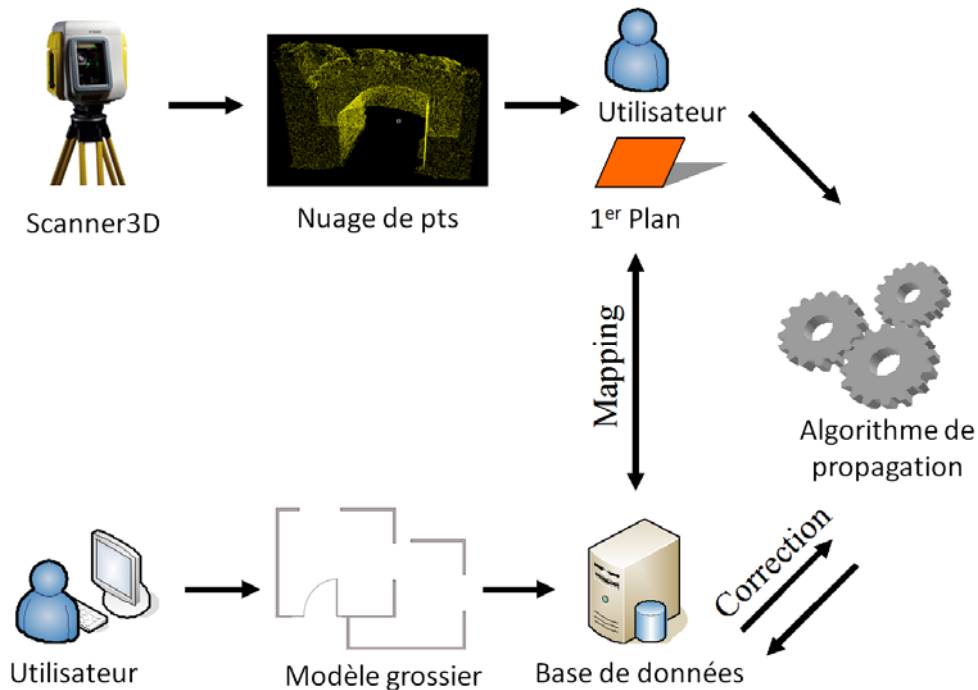 Utilisateur
Scanner3D
Nuage de pts
1er Plan
Mapping
Algorithme de
propagation
Correction
Utilisateur
Modèle grossier
Base de données